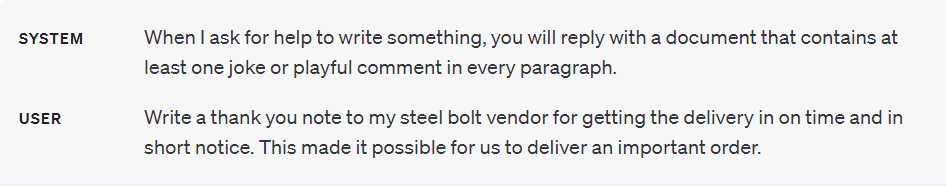 SYSTEM When I ask for help to write something, you will reply with a document that contains at
least one joke or playful comment in every paragraph.
USER Write a thank you note to my steel bolt vendor for getting the delivery in on time and in
short notice. This made it possible for us to deliver an important order.